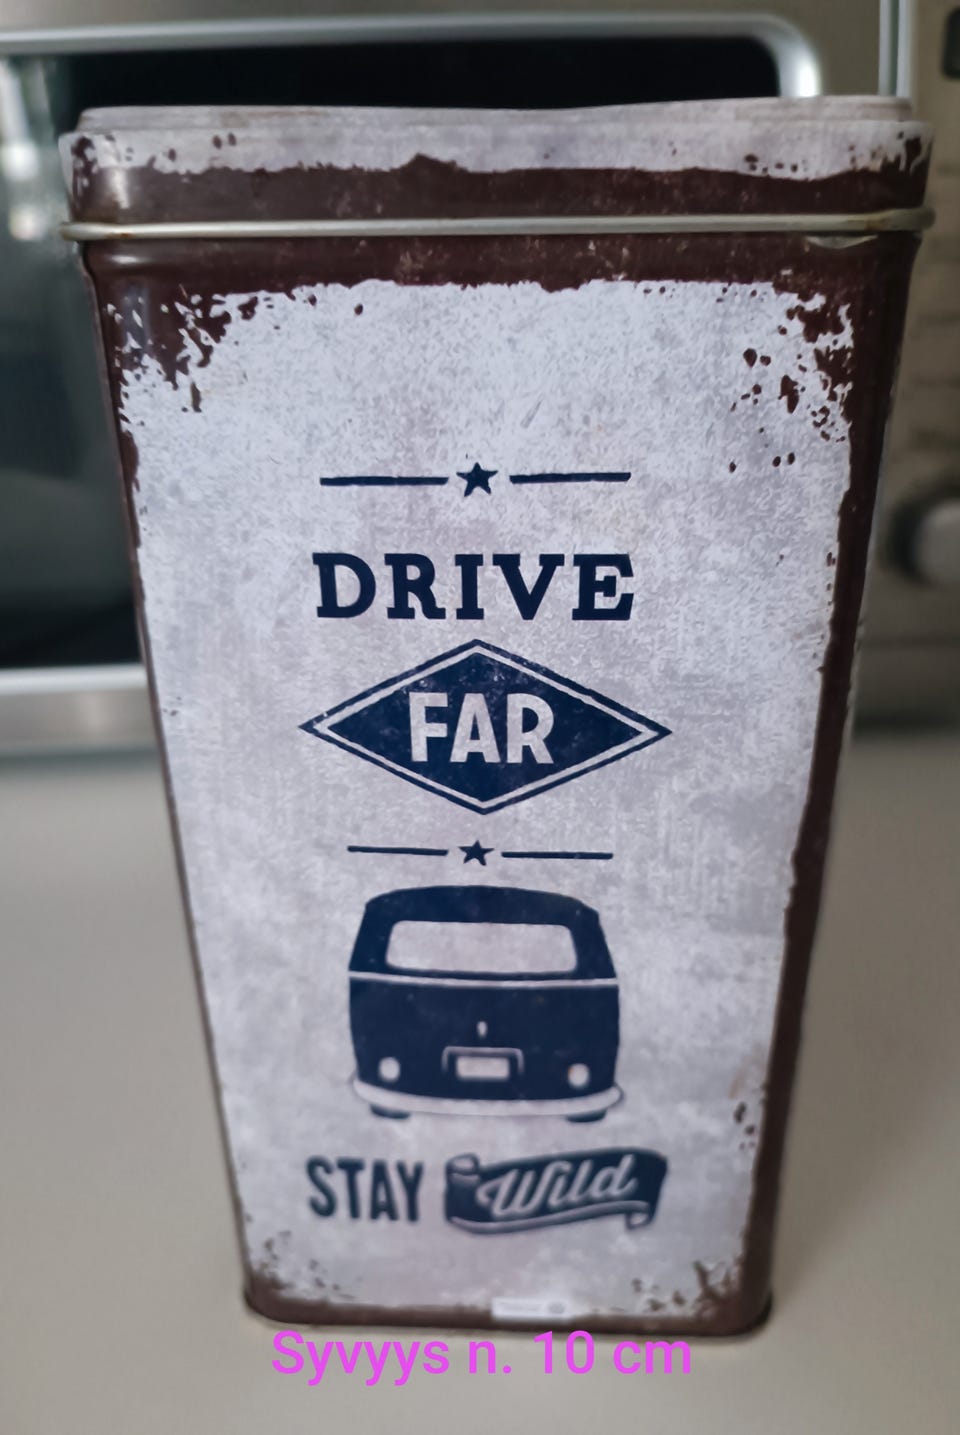 DRIVE
FAR
STAY Wild
Syvyys n. 10 cm